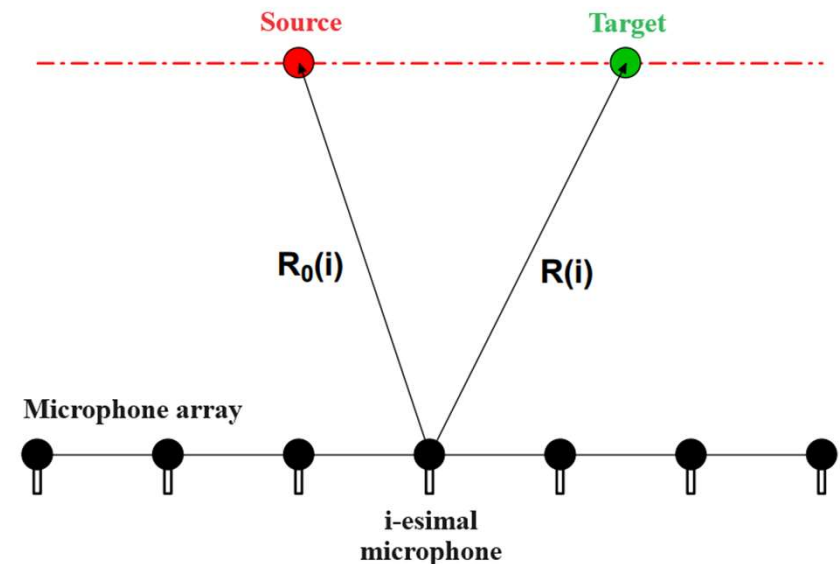 Source
Target
R₀(i)
R(i)
Microphone array
i-esimal
microphone